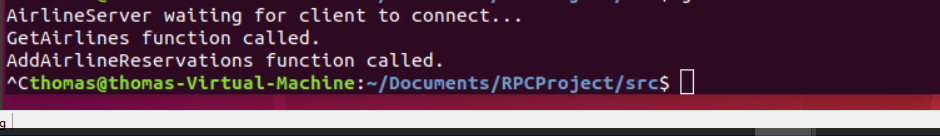 AirlineServer waiting for client to connect...
GetAirlines function called.
AddAirlineReservations function called.
^Cthomas@thomas-Virtual-Machine:~/Documents/RPCProject/src$
g